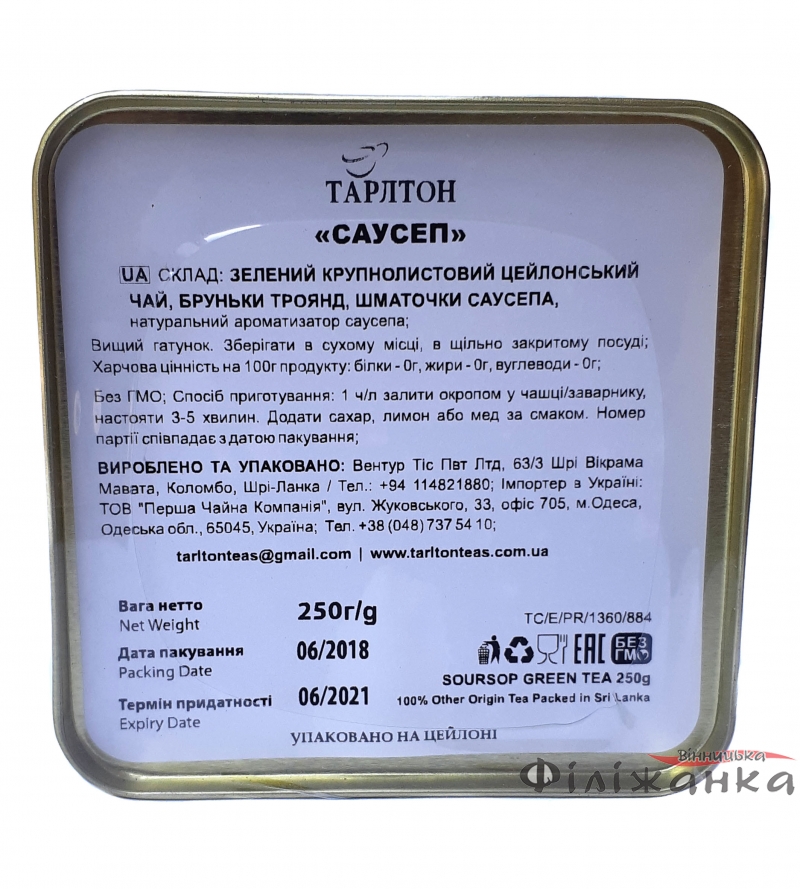 ТАРЛТОН
«САУСЕП»
UA СКЛАД: ЗЕЛЕНИЙ КРУПНОЛИСТОВИЙ ЦЕЙЛОНСЬКИЙ
ЧАЙ, БРУНЬКИ ТРОЯНД, ШМАТОЧКИ САУСЕПА,
натуральний ароматизатор саусепа;
Вищий гатунок. Зберігати в сухому місці, в щільно закритому посуді;
Харчова цінність на 100г продукту: білки - 0г, жири - 0г, вуглеводи - 0г;
Без ГМО; Спосіб приготування: 1 ч/л залити окропом у чашці/заварнику,
настояти 3-5 хвилин. Додати сахар, лимон або мед за смаком. Номер
партії співпадає з датою пакування;
ВИРОБЛЕНО ТА УПАКОВАНО: Вентур Тіс Пвт Лтд, 63/3 Шрі Вікрама
Мавата, Коломбо, Шрі-Ланка / Тел.: +94 114821880; Імпортер в Україні:
ТОВ "Перша Чайна Компанія", вул. Жуковського, 33, офіс 705, м.Одеса,
Одеська обл., 65045, Україна; Тел. +38 (048) 737 54 10;
tarltonteas@gmail.com | www.tarltonteas.com.ua
Вага нетто 250г/g
Net Weight
TC/E/PR/1360/884
Дата пакування 06/2018
Packing Date
EAC БЕЗ ГМО
SOURSOP GREEN TEA 250g
Термін придатності 06/2021
Expiry Date
100% Other Origin Tea Packed in Sri Lanka
УПАКОВАНО НА ЦЕЙЛОНІ
Вінницька
Філіжанка